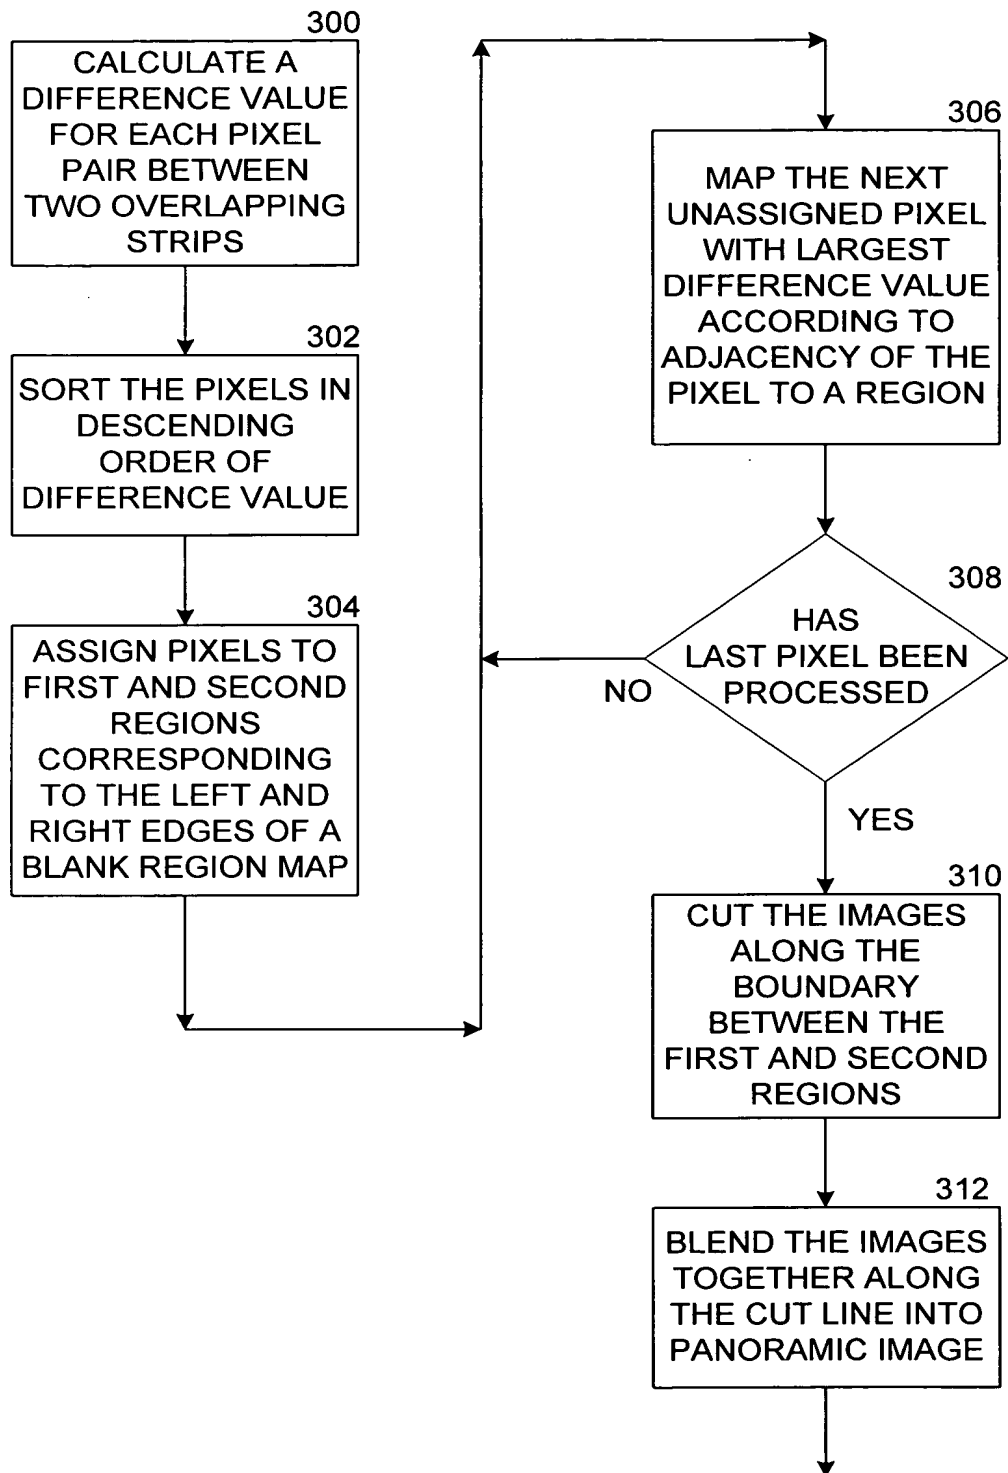 300
CALCULATE A
DIFFERENCE VALUE
FOR EACH PIXEL
PAIR BETWEEN
TWO OVERLAPPING
STRIPS
302
SORT THE PIXELS IN
DESCENDING
ORDER OF
DIFFERENCE VALUE
304
ASSIGN PIXELS TO
FIRST AND SECOND
REGIONS
CORRESPONDING
TO THE LEFT AND
RIGHT EDGES OF A
BLANK REGION MAP
306
MAP THE NEXT
UNASSIGNED PIXEL
WITH LARGEST
DIFFERENCE VALUE
ACCORDING TO
ADJACENCY OF THE
PIXEL TO A REGION
308
HAS
LAST PIXEL BEEN
PROCESSED
NO
YES
310
CUT THE IMAGES
ALONG THE
BOUNDARY
BETWEEN THE
FIRST AND SECOND
REGIONS
312
BLEND THE IMAGES
TOGETHER ALONG
THE CUT LINE INTO
PANORAMIC IMAGE